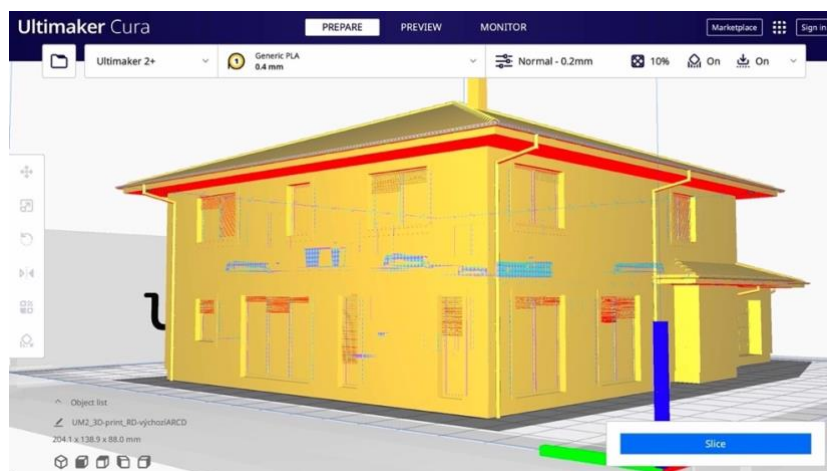 Ultimaker Cura
PREPARE
PREVIEW
MONITOR
Marketplace
Sign in
Ultimaker 2+
1
Generic PLA
0.4 mm
Normal - 0.2mm
10%
On
On
Object list
UM2_3D-print_RD-výchozíARCD
204.1 x 138.9 x 88.0 mm
Slice